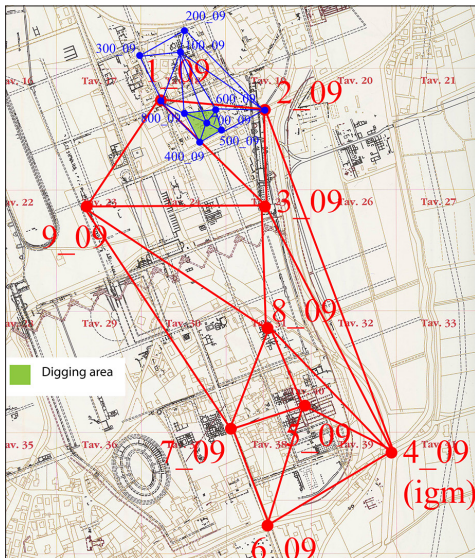 200_09
300_09
400_09
Tav. 16
Tav. 17
Tav. 20
Tav. 21
1_09
2_09
600_09
800_09
700_09
500_09
400_09
Tav. 22
3_09
Tav. 26
Tav. 27
9_09
8_09
Tav. 29
Tav. 30
Tav. 32
Tav. 33
Digging area
5_09
7_09
4_09
(igm)
Tav. 35
Tav. 36
Tav. 38
Tav. 39
6_09